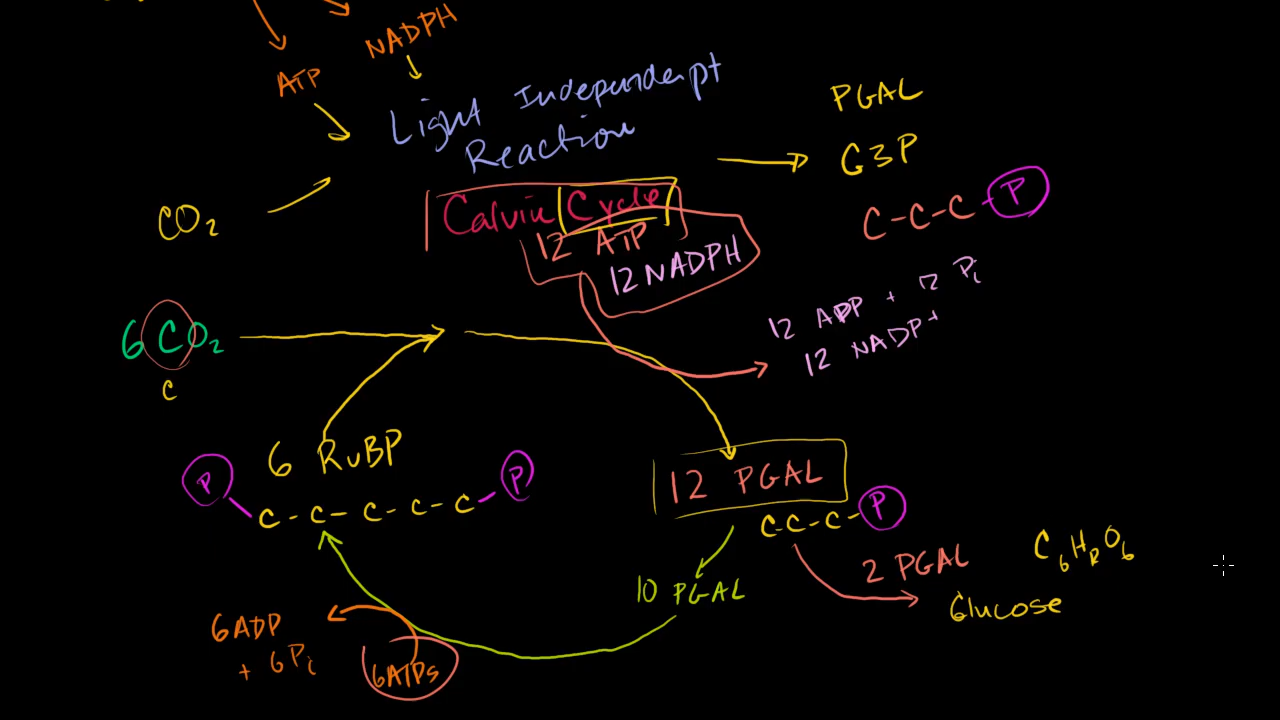 NADPH
ATP
Light Independent
Reaction
PGAL
G3P
CO2
Calvin Cycle
C-C-C-P
12 ATP
12 NADPH
12 ADP + 12 Pi
12 NADP+
6 CO2
C
6 RuBP
P
P
C-C-C-C-C
12 PGAL
C-C-C-P
2 PGAL
C6H12O6
Glucose
10 PGAL
6ADP
+ 6Pi
6ATPs